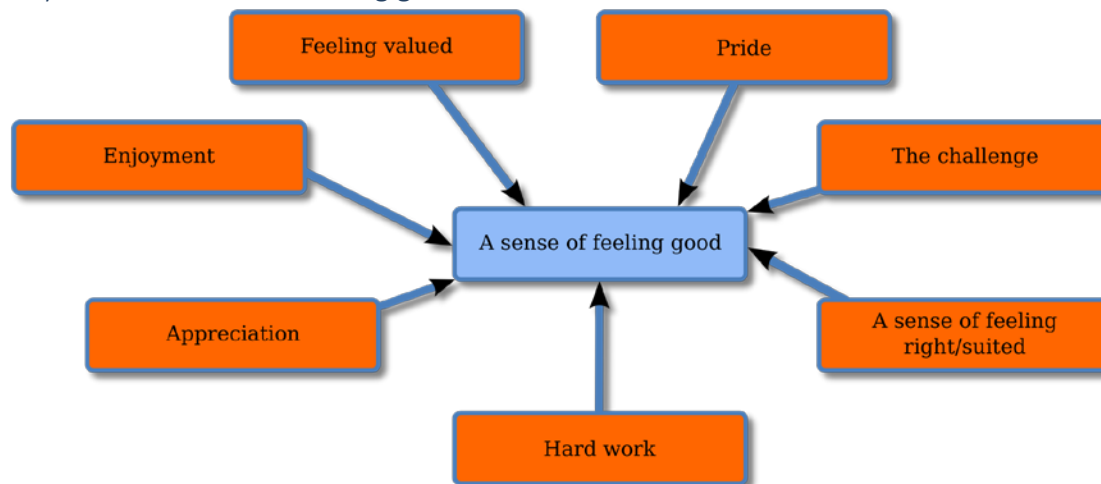 Feeling valued
Pride
Enjoyment
The challenge
A sense of feeling good
Appreciation
A sense of feeling
right/suited
Hard work